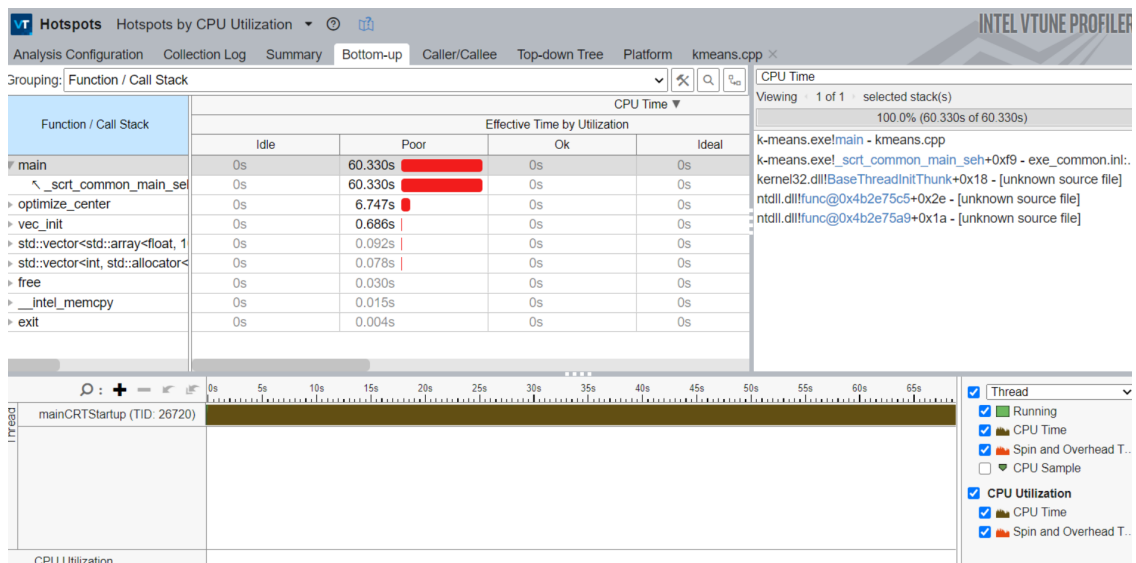 VT Hotspots Hotspots by CPU Utilization
INTEL VTUNE PROFILER
Analysis Configuration Collection Log Summary Bottom-up Caller/Callee Top-down Tree Platform kmeans.cpp
Grouping: Function / Call Stack
Function / Call Stack
CPU Time
Effective Time by Utilization
Idle Poor Ok Ideal
main 0s 60.330s 0s 0s
_scrt_common_main_sel 0s 60.330s 0s 0s
optimize_center 0s 6.747s 0s 0s
vec_init 0s 0.686s 0s 0s
std::vector<std::array<float, 1 0s 0.092s 0s 0s
std::vector<int, std::allocator< 0s 0.078s 0s 0s
free 0s 0.030s 0s 0s
__intel_memcpy 0s 0.015s 0s 0s
exit 0s 0.004s 0s 0s
CPU Time
Viewing 1 of 1 selected stack(s)
100.0% (60.330s of 60.330s)
k-means.exe!main - kmeans.cpp
k-means.exe!_scrt_common_main_seh+0xf9 - exe_common.inl:..
kernel32.dll!BaseThreadInitThunk+0x18 - [unknown source file]
ntdll.dll!func@0x4b2e75c5+0x2e - [unknown source file]
ntdll.dll!func@0x4b2e75a9+0x1a - [unknown source file]
0s 5s 10s 15s 20s 25s 30s 35s 40s 45s 50s 55s 60s 65s
Thread
mainCRTStartup (TID: 26720)
CPU Utilization
Thread
Running
CPU Time
Spin and Overhead T...
CPU Sample
CPU Utilization
CPU Time
Spin and Overhead T...